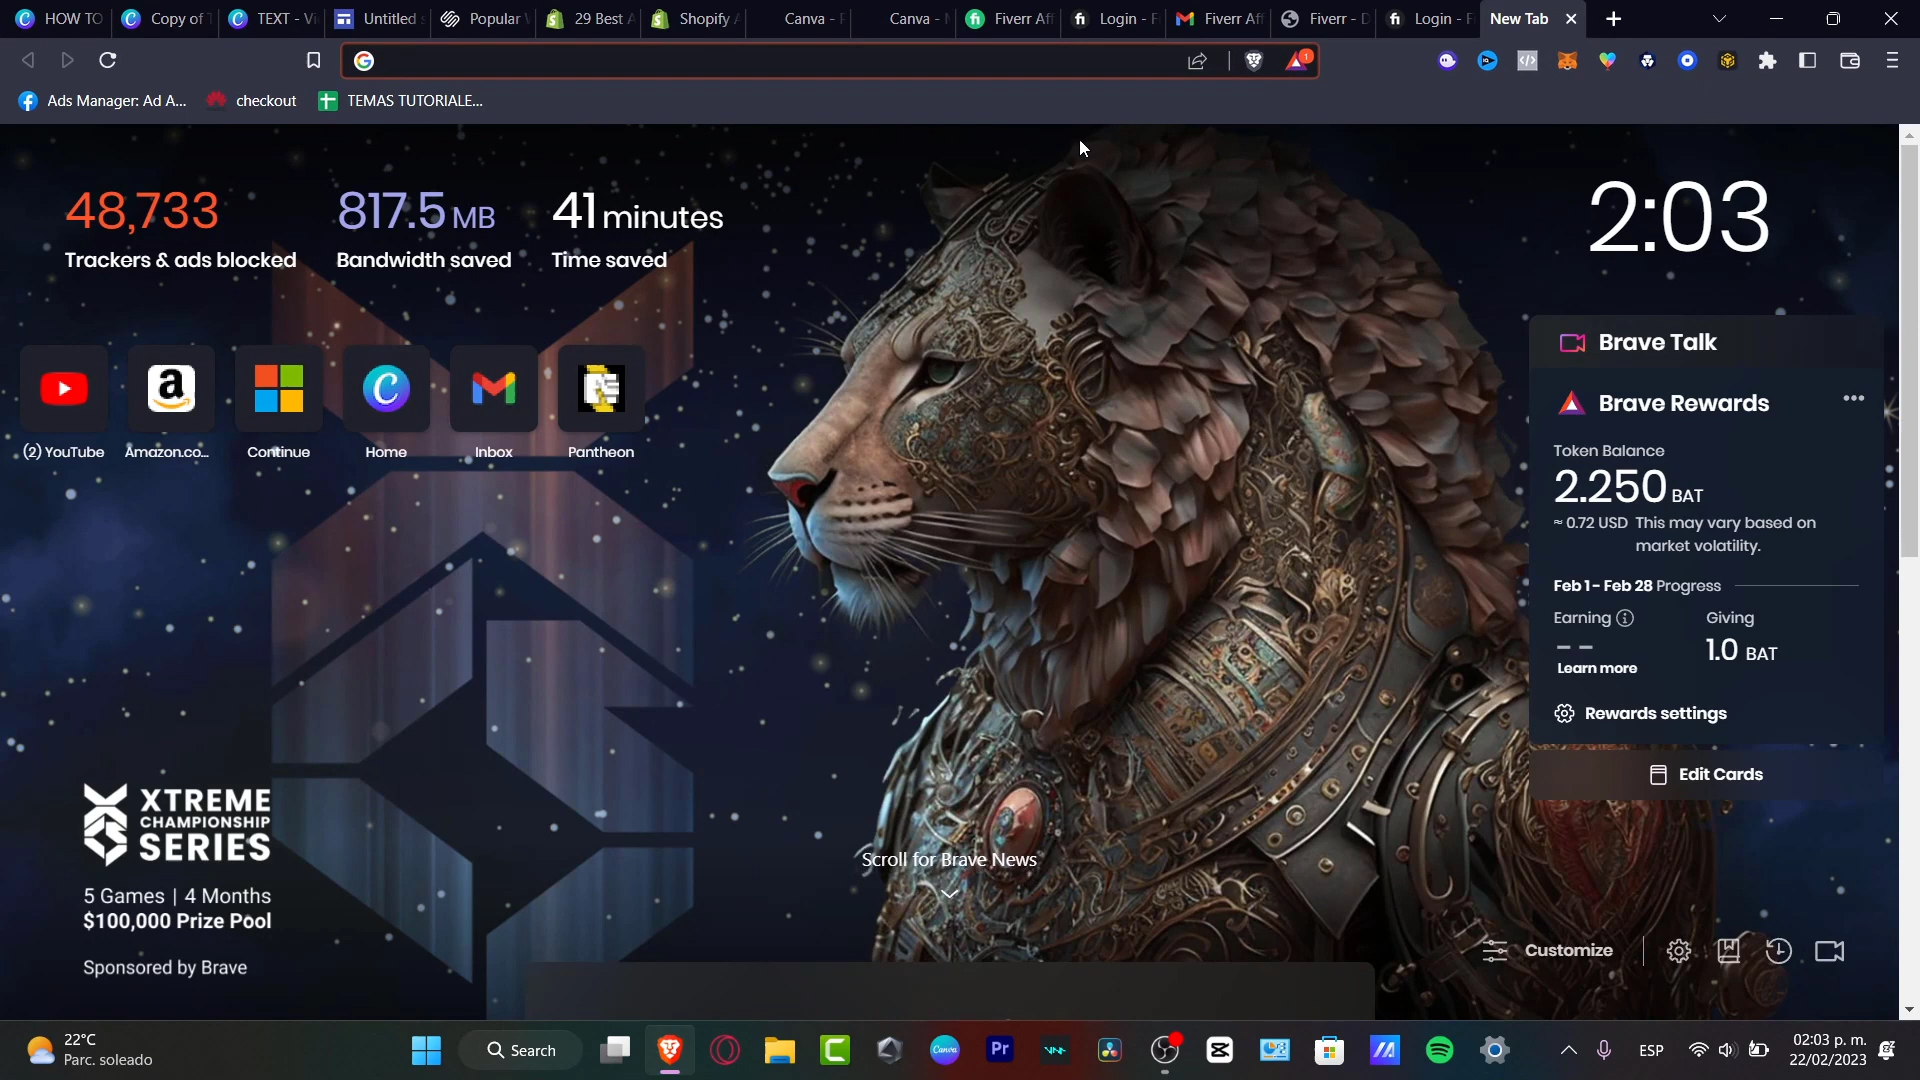 HOW TO
Copy of
TEXT - Vi
Untitled
Popular
29 Best
Shopify
Canva -
Canva -
Fiverr Aff
Login - F
Fiverr Aff
Fiverr - D
Login - F
New Tab
1
Ads Manager: Ad A...
checkout
TEMAS TUTORIALE...
48,733
Trackers & ads blocked
817.5 MB
Bandwidth saved
41 minutes
Time saved
2:03
(2) YouTube
Amazon.co...
Continue
Home
Inbox
Pantheon
Brave Talk
Brave Rewards
Token Balance
2.250 BAT
≈ 0.72 USD This may vary based on
market volatility.
Feb 1 - Feb 28 Progress
Earning
Giving
– –
1.0 BAT
Learn more
Rewards settings
Edit Cards
XTREME
CHAMPIONSHIP
SERIES
5 Games | 4 Months
$100,000 Prize Pool
Sponsored by Brave
Scroll for Brave News
Customize
22°C
Parc. soleado
Search
Canva
Pr
ESP
02:03 p. m.
22/02/2023